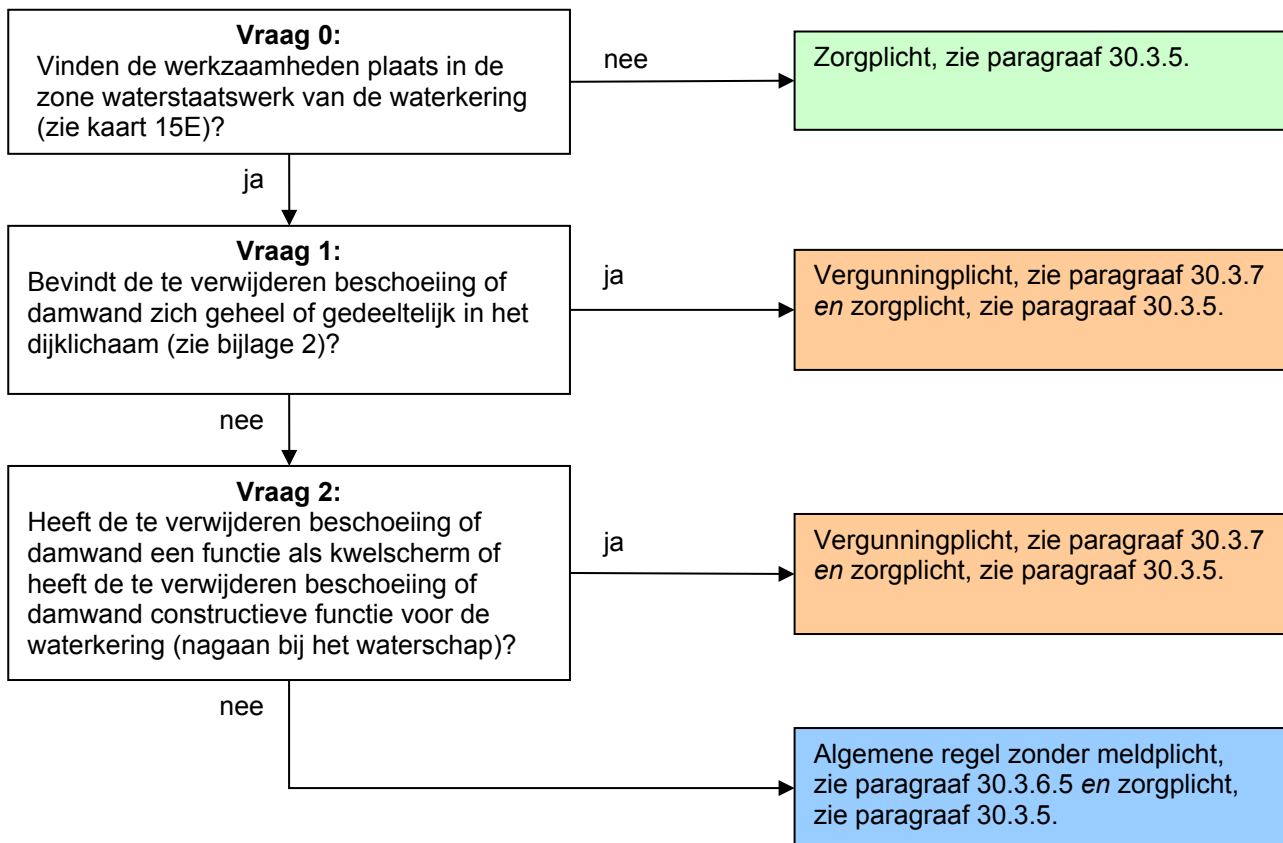 Vraag 0:
Vinden de werkzaamheden plaats in de
zone waterstaatswerk van de waterkering
(zie kaart 15E)?
nee
Zorgplicht, zie paragraaf 30.3.5.
ja
Vraag 1:
Bevindt de te verwijderen beschoeiing of
damwand zich geheel of gedeeltelijk in het
dijklichaam (zie bijlage 2)?
ja
Vergunningplicht, zie paragraaf 30.3.7
en zorgplicht, zie paragraaf 30.3.5.
nee
Vraag 2:
Heeft de te verwijderen beschoeiing of
damwand een functie als kwelscherm of
heeft de te verwijderen beschoeiing of
damwand constructieve functie voor de
waterkering (nagaan bij het waterschap)?
ja
Vergunningplicht, zie paragraaf 30.3.7
en zorgplicht, zie paragraaf 30.3.5.
nee
Algemene regel zonder meldplicht,
zie paragraaf 30.3.6.5 en zorgplicht,
zie paragraaf 30.3.5.